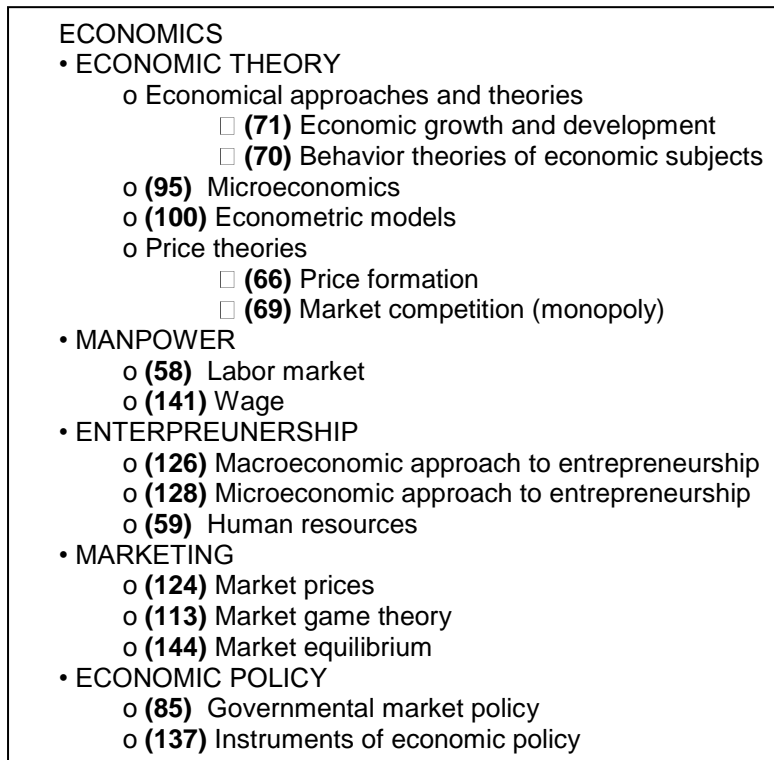 ECONOMICS
• ECONOMIC THEORY
o Economical approaches and theories
□ (71) Economic growth and development
□ (70) Behavior theories of economic subjects
o (95) Microeconomics
o (100) Econometric models
o Price theories
□ (66) Price formation
□ (69) Market competition (monopoly)
• MANPOWER
o (58) Labor market
o (141) Wage
• ENTERPREUNERSHIP
o (126) Macroeconomic approach to entrepreneurship
o (128) Microeconomic approach to entrepreneurship
o (59) Human resources
• MARKETING
o (124) Market prices
o (113) Market game theory
o (144) Market equilibrium
• ECONOMIC POLICY
o (85) Governmental market policy
o (137) Instruments of economic policy